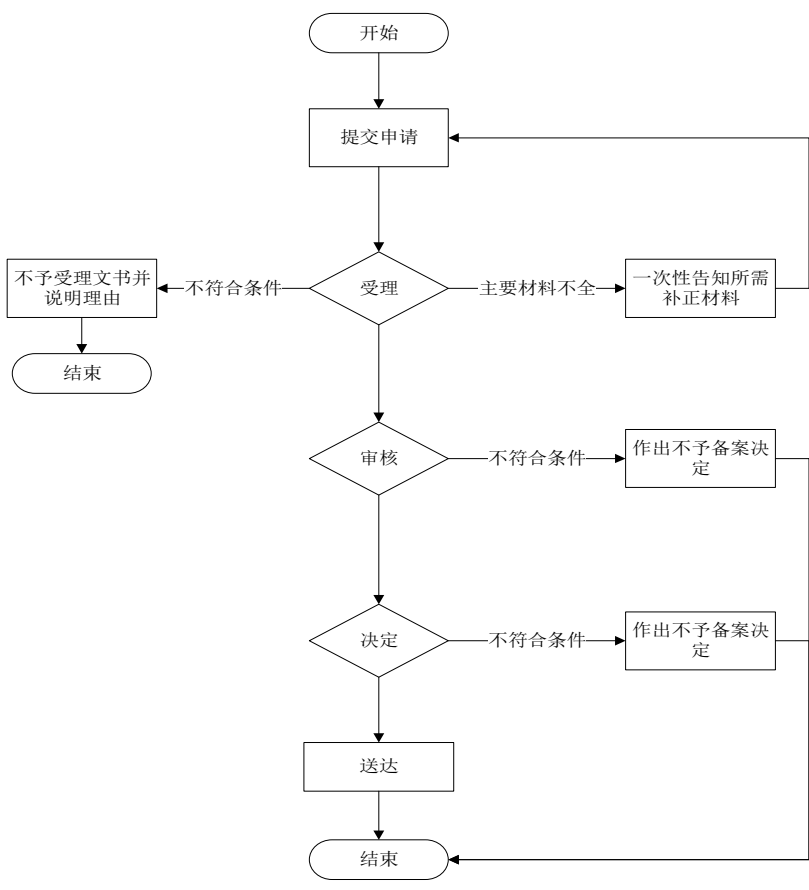 开始
提交申请
不予受理文书并
说明理由
不符合条件
受理
主要材料不全
一次性告知所需
补正材料
结束
审核
不符合条件
作出不予备案决
定
决定
不符合条件
作出不予备案决
定
送达
结束